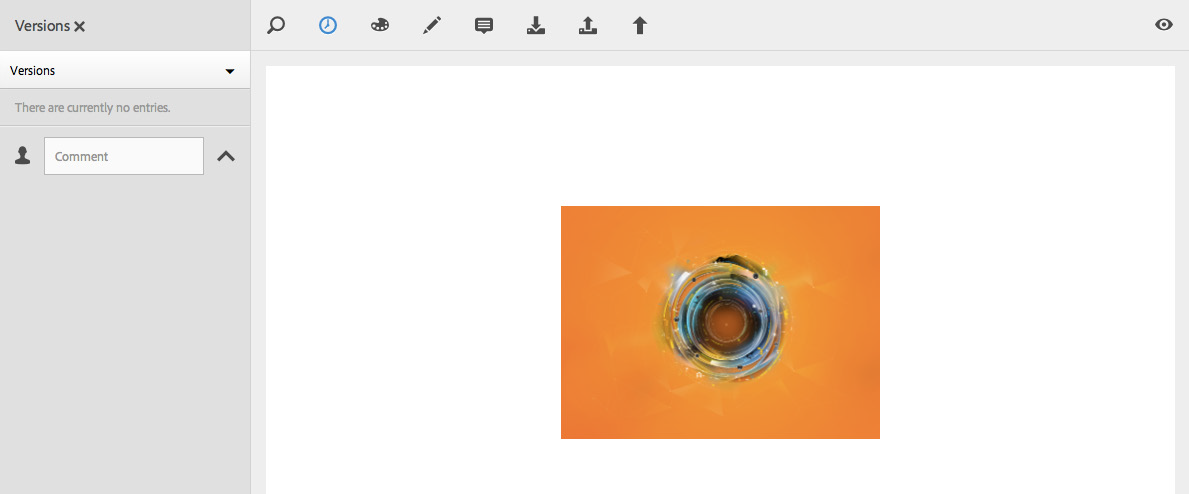 Versions
Versions
There are currently no entries.
Comment